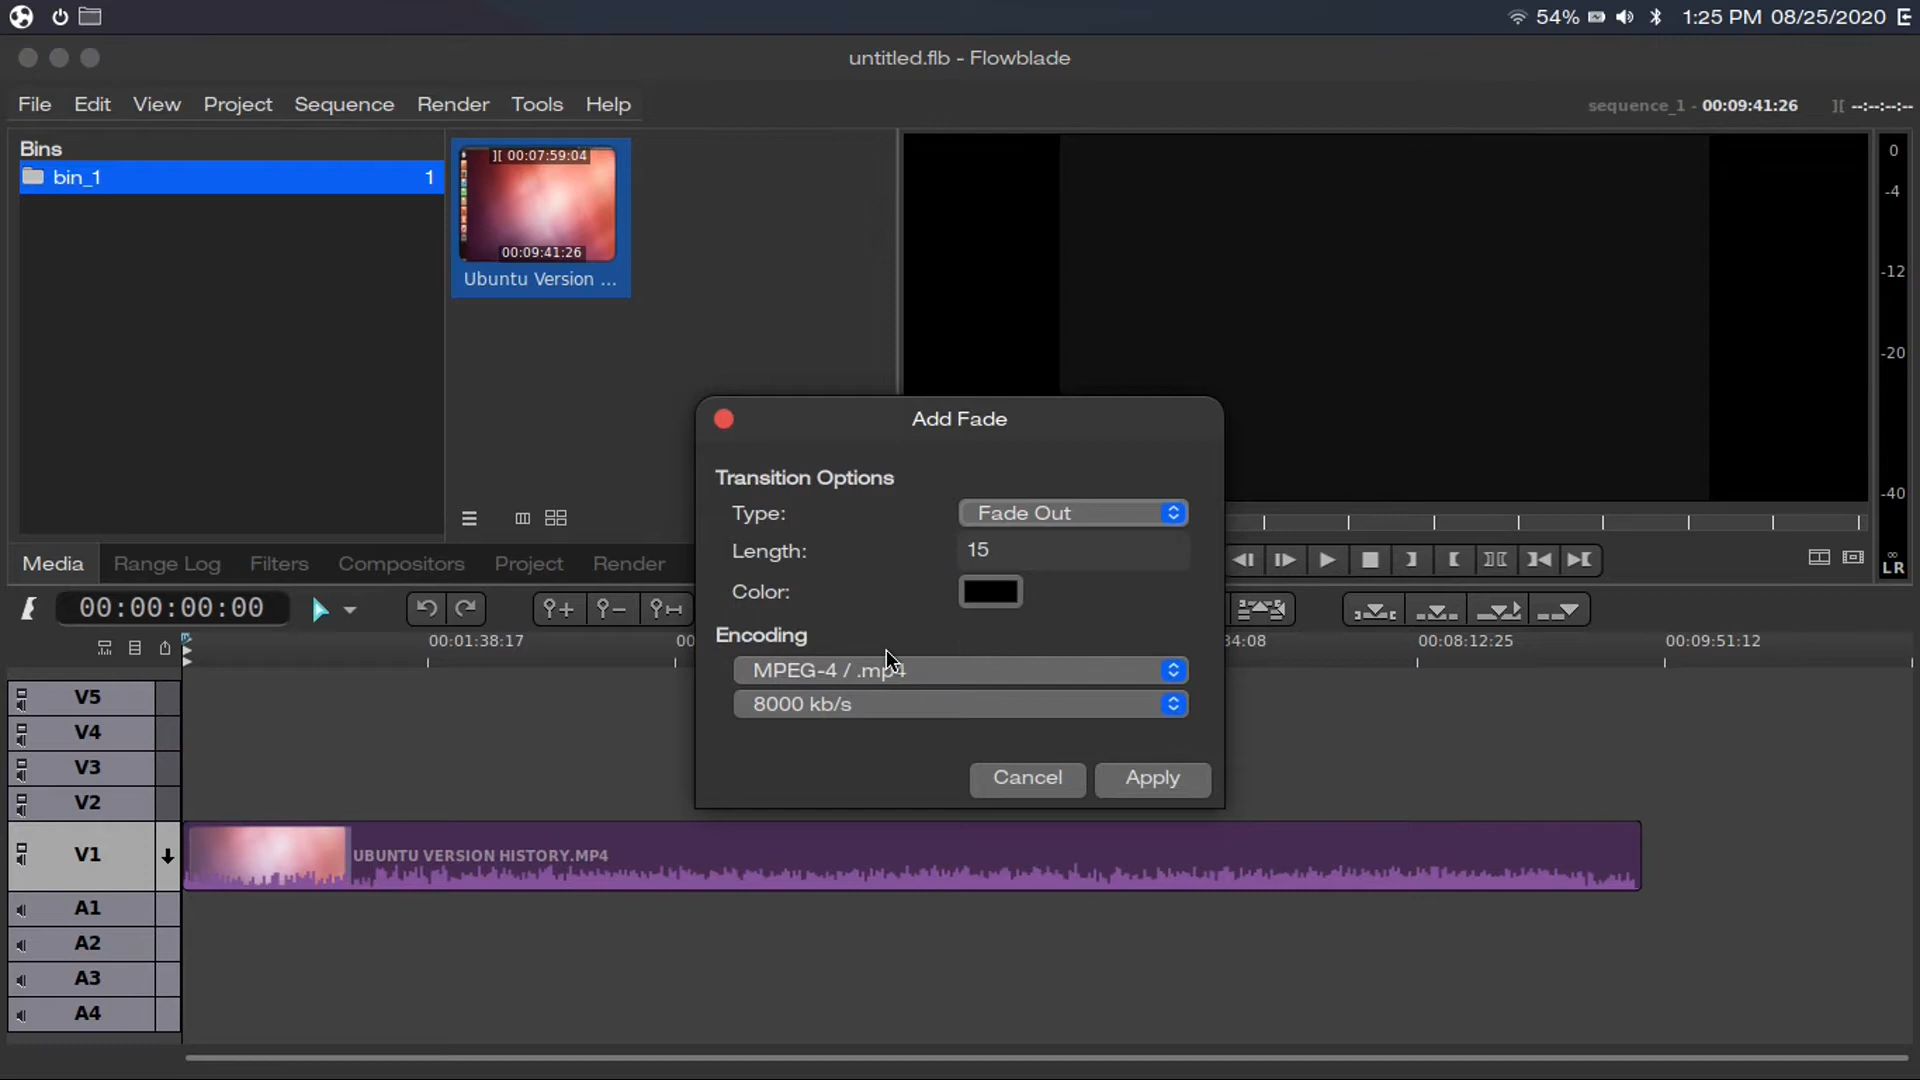 54% 1:25 PM 08/25/2020
untitled.flb - Flowblade
File Edit View Project Sequence Render Tools Help
sequence_1 - 00:09:41:26 ][ --:--:--:--
Bins
bin_1 1
][ 00:07:59:04
00:09:41:26
Ubuntu Version ...
0
-4
-12
-20
-40
∞
LR
Add Fade
Transition Options
Type: Fade Out
Length: 15
Color:
Encoding
MPEG-4 / .mp4
8000 kb/s
Cancel Apply
Media Range Log Filters Compositors Project Render
00:00:00:00
00:01:38:17 00 34:08 00:08:12:25 00:09:51:12
V5
V4
V3
V2
V1
UBUNTU VERSION HISTORY.MP4
A1
A2
A3
A4